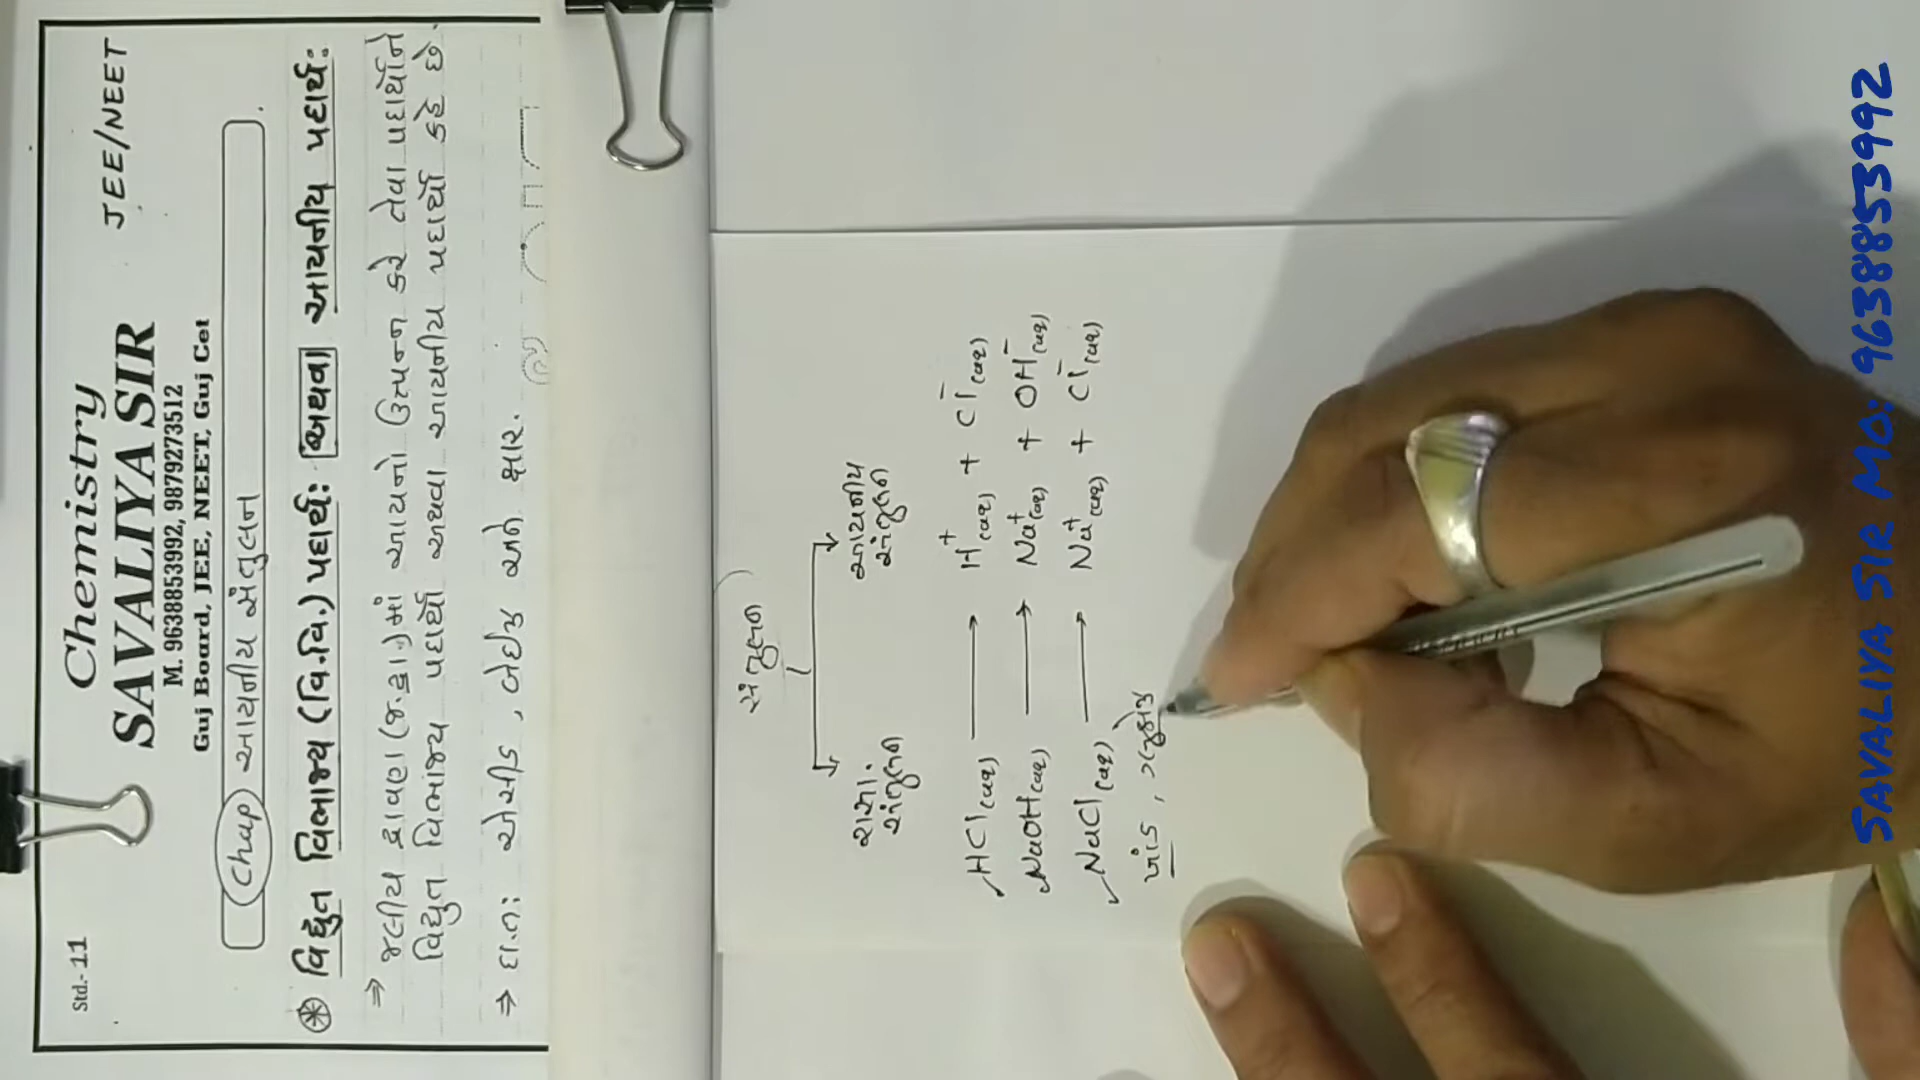 Std.-11
Chemistry
JEE/NEET
SAVALIYA SIR
M. 9638853992, 9879273512
Guj Board, JEE, NEET, Guj Cet
Chap આયનીય સંતુલન
વિદ્યુત વિભાજ્ય (વિ.વિ.) પદાર્થ: અથવા આયનીય પદાર્થ:
⇒ જલીય દ્રાવણ (જ.દ્રા.)માં આયનો ઉત્પન્ન કરે તેવા પદાર્થોને
વિદ્યુત વિભાજ્ય પદાર્થો અથવા આયનીય પદાર્થો કહે છે.
⇒ દા.ત: એસીડ, બેઈઝ અને ક્ષાર.
સંતુલન
રાસા. આયનીય
સંતુલન સંતુલન
HCl(aq) ⟶ H⁺(aq) + Cl⁻(aq)
NaOH(aq) ⟶ Na⁺(aq) + OH⁻(aq)
NaCl(aq) ⟶ Na⁺(aq) + Cl⁻(aq)
ખાંડ,
SAVALIYA SIR MO: 9638853992